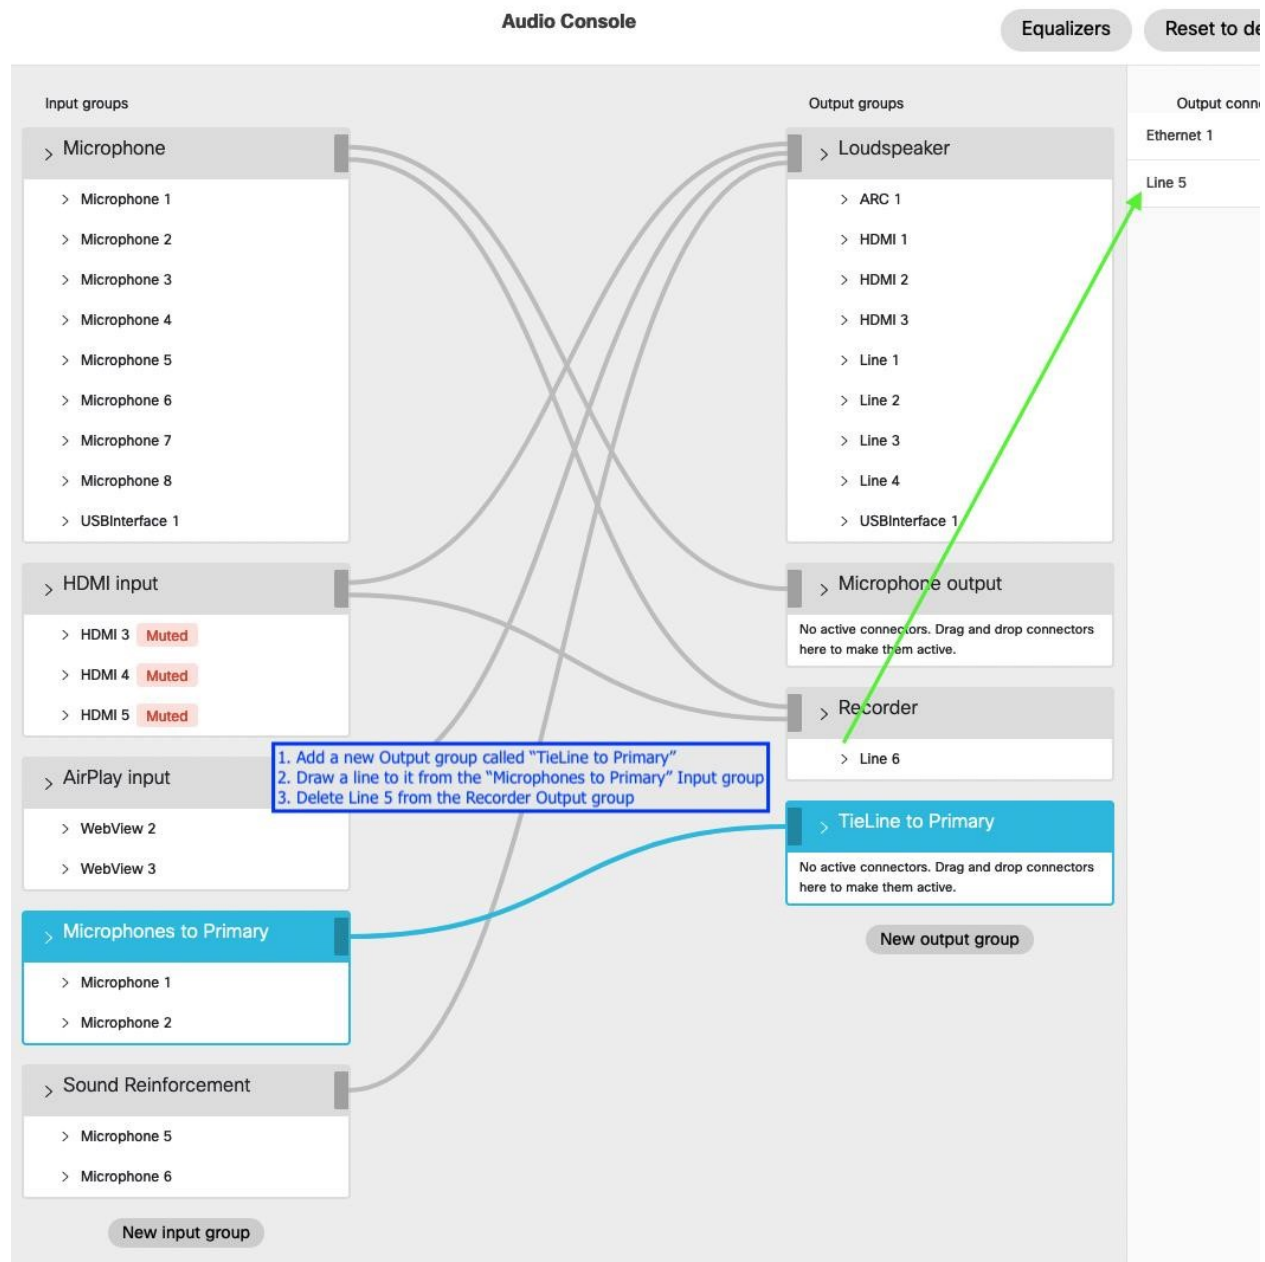 Audio Console
Equalizers
Reset to de
Input groups
Output groups
Output conn
Microphone
Microphone 1
Microphone 2
Microphone 3
Microphone 4
Microphone 5
Microphone 6
Microphone 7
Microphone 8
USBInterface 1
HDMI input
HDMI 3 Muted
HDMI 4 Muted
HDMI 5 Muted
AirPlay input
WebView 2
WebView 3
Microphones to Primary
Microphone 1
Microphone 2
Sound Reinforcement
Microphone 5
Microphone 6
New input group
1. Add a new Output group called “TieLine to Primary”
2. Draw a line to it from the “Microphones to Primary” Input group
3. Delete Line 5 from the Recorder Output group
Loudspeaker
ARC 1
HDMI 1
HDMI 2
HDMI 3
Line 1
Line 2
Line 3
Line 4
USBInterface 1
Microphone output
No active connectors. Drag and drop connectors
here to make them active.
Recorder
Line 6
TieLine to Primary
No active connectors. Drag and drop connectors
here to make them active.
New output group
Ethernet 1
Line 5